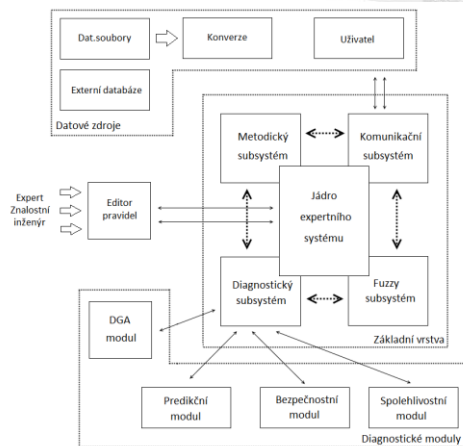 Dat.soubory
Konverze
Uživatel
Externí databáze
Datové zdroje
Metodický
subsystém
Komunikační
subsystém
Jádro
expertního
systému
Expert
Znalostní
inženýr
Editor
pravidel
Diagnostický
subsystém
Fuzzy
subsystém
Základní vrstva
DGA
modul
Predikční
modul
Bezpečnostní
modul
Spolehlivostní
modul
Diagnostické moduly